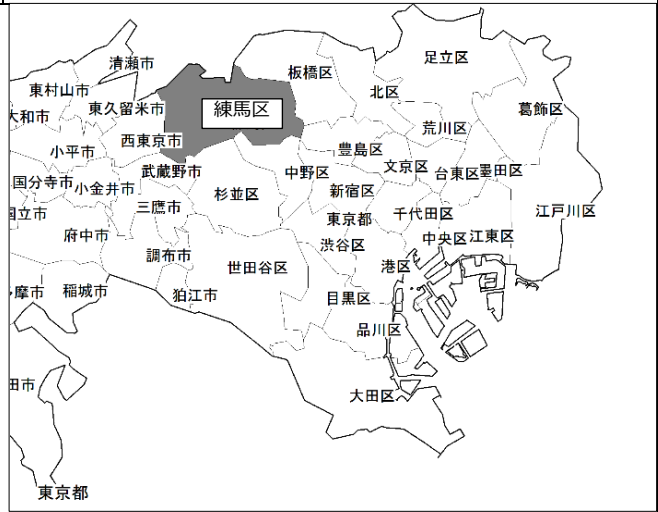 清瀬市
足立区
板橋区
東村山市
北区
東久留米市
練馬区
葛飾区
大和市
荒川区
西東京市
小平市
豊島区
文京区
武蔵野市
中野区
台東区
墨田区
国分寺市
小金井市
杉並区
新宿区
三鷹市
東京都
千代田区
江戸川区
国立市
府中市
渋谷区
中央区
江東区
調布市
世田谷区
港区
多摩市
稲城市
狛江市
目黒区
品川区
田市
大田区
東京都